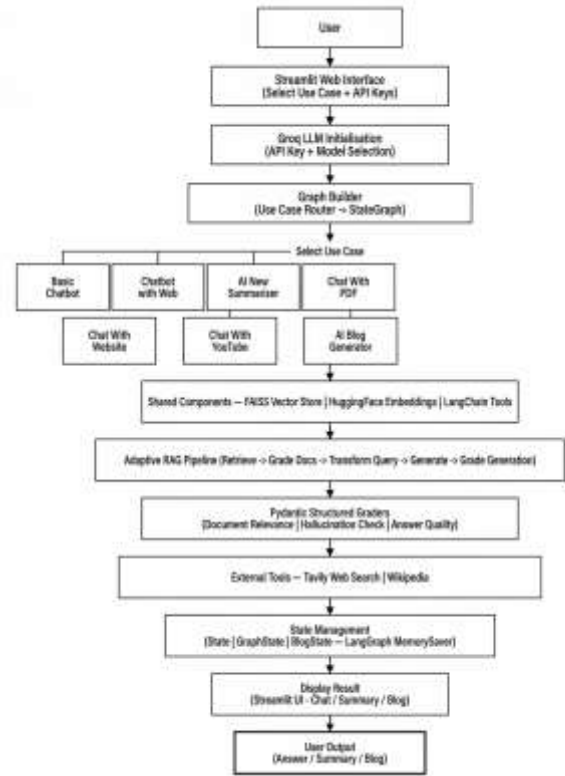 User
Streamlit Web Interface
(Select Use Case + API Keys)
Groq LLM Initialisation
(API Key + Model Selection)
Graph Builder
(Use Case Router -> StateGraph)
Select Use Case
Basic
Chatbot
Chatbot
with Web
AI New
Summariser
Chat With
PDF
Chat With
Website
Chat With
YouTube
AI Blog
Generator
Shared Components — FAISS Vector Store | HuggingFace Embeddings | LangChain Tools
Adaptive RAG Pipeline (Retrieve -> Grade Docs -> Transform Query -> Generate -> Grade Generation)
Pydantic Structured Graders
(Document Relevance | Hallucination Check | Answer Quality)
External Tools — Tavily Web Search | Wikipedia
State Management
(State | GraphState | BlogState — LangGraph MemorySaver)
Display Result
(Streamlit UI - Chat / Summary / Blog)
User Output
(Answer / Summary / Blog)